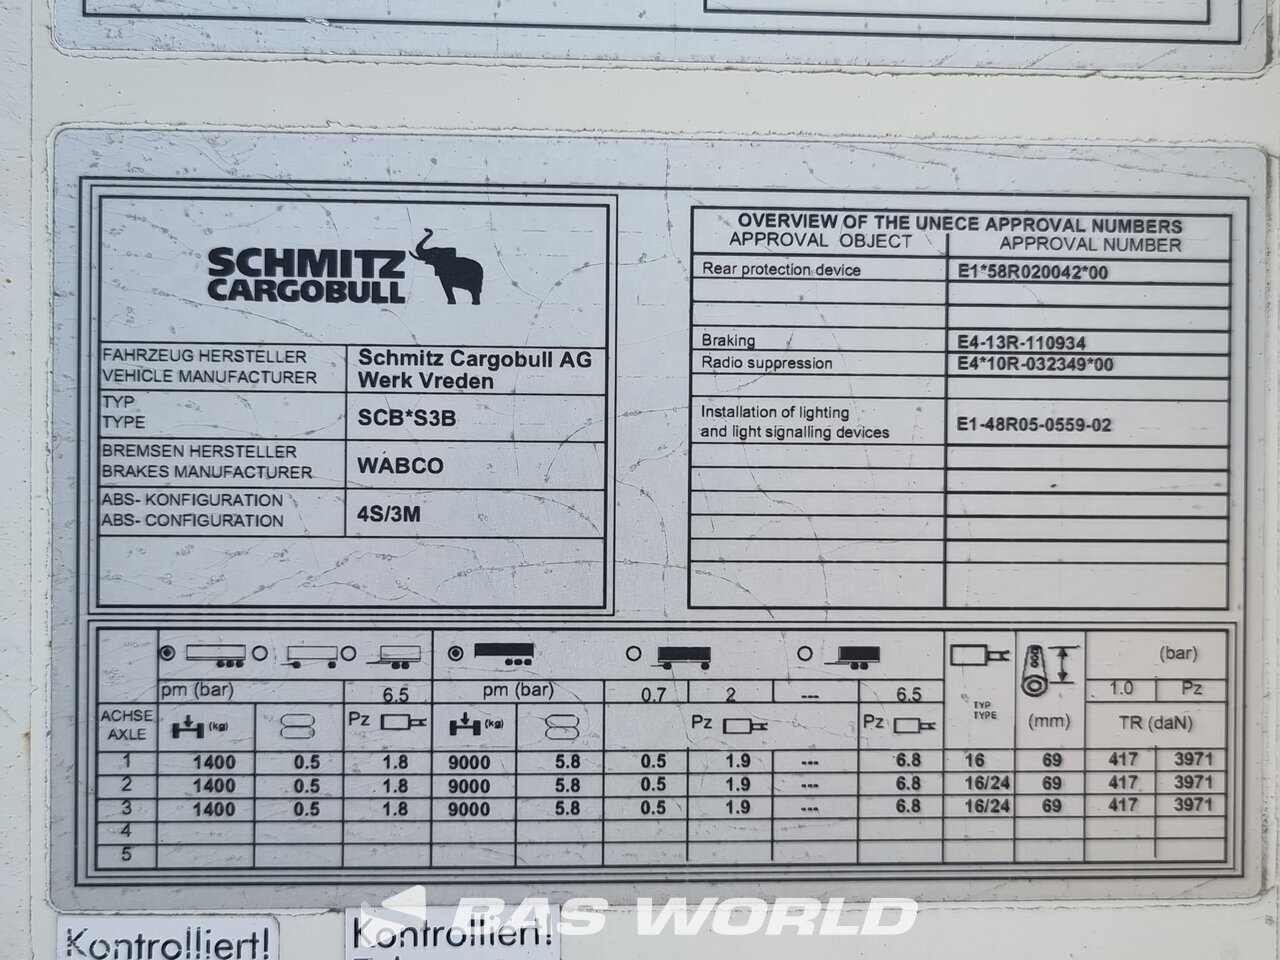 SCHMITZ
CARGOBULL
FAHRZEUG HERSTELLER
VEHICLE MANUFACTURER
Schmitz Cargobull AG
Werk Vreden
TYP
TYPE
SCB*S3B
BREMSEN HERSTELLER
BRAKES MANUFACTURER
WABCO
ABS- KONFIGURATION
ABS- CONFIGURATION
4S/3M
OVERVIEW OF THE UNECE APPROVAL NUMBERS
APPROVAL OBJECT APPROVAL NUMBER
Rear protection device E1*58R020042*00
Braking E4-13R-110934
Radio suppression E4*10R-032349*00
Installation of lighting
and light signalling devices E1-48R05-0559-02
(bar)
pm (bar) 6.5 pm (bar) 0.7 2 --- 6.5 1.0 Pz
ACHSE
AXLE
(kg) Pz (kg) Pz Pz
TYP
TYPE
(mm) TR (daN)
1 1400 0.5 1.8 9000 5.8 0.5 1.9 --- 6.8 16 69 417 3971
2 1400 0.5 1.8 9000 5.8 0.5 1.9 --- 6.8 16/24 69 417 3971
3 1400 0.5 1.8 9000 5.8 0.5 1.9 --- 6.8 16/24 69 417 3971
4
5
BAS WORLD
Kontrolliert!
Kontrolliert!